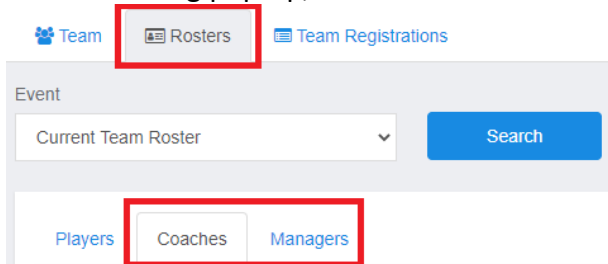 Team Rosters Team Registrations
Event
Current Team Roster Search
Players Coaches Managers